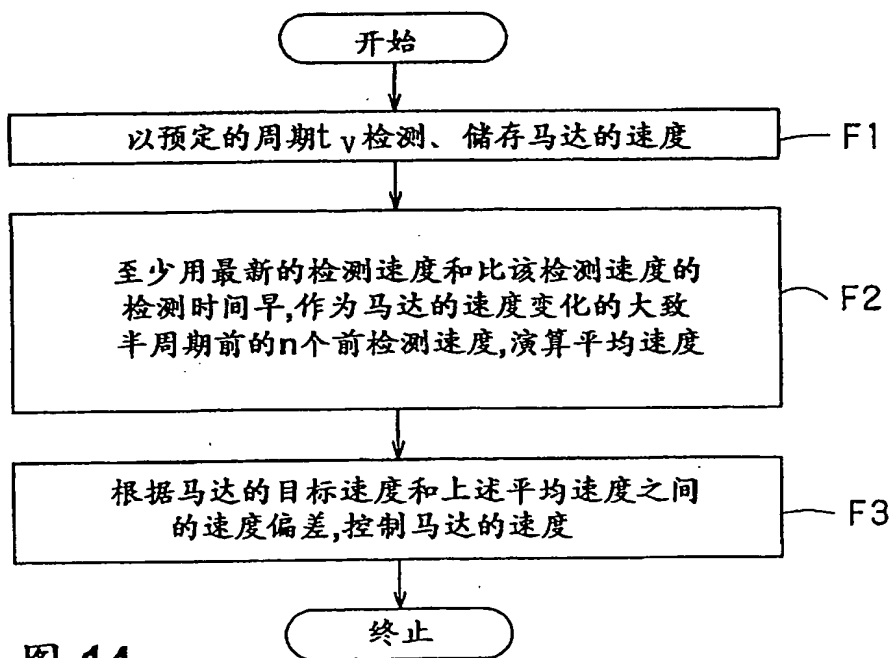 开始
以预定的周期tv检测、储存马达的速度
F1
至少用最新的检测速度和比该检测速度的
检测时间早,作为马达的速度变化的大致
半周期前的n个前检测速度,演算平均速度
F2
根据马达的目标速度和上述平均速度之间
的速度偏差,控制马达的速度
F3
终止
图